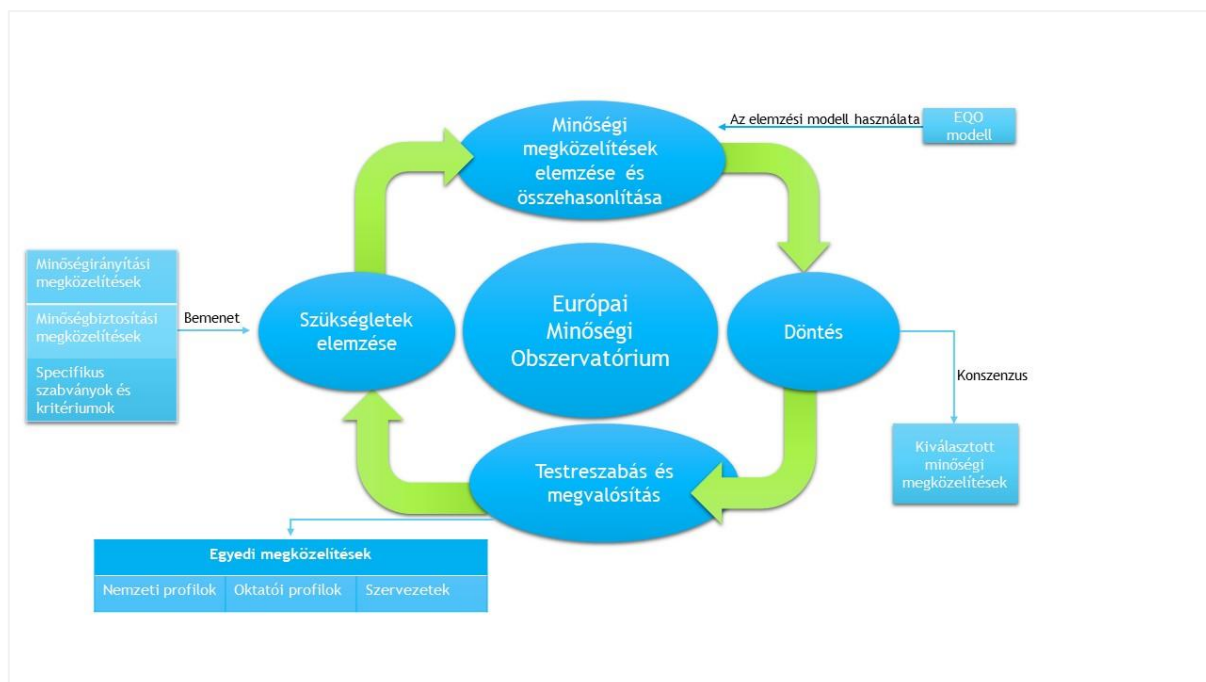 Minőségi
megközelítések
elemzése és
összehasonlítása
Az elemzési modell használata
EQO
modell
Minőségirányítási
megközelítések
Minőségbiztosítási
megközelítések
Specifikus
szabványok és
kritériumok
Bemenet
Szükségletek
elemzése
Európai
Minőségi
Obszervatórium
Döntés
Konszenzus
Kiválasztott
minőségi
megközelítések
Testreszabás és
megvalósítás
Egyedi megközelítések
Nemzeti profilok
Oktatói profilok
Szervezetek